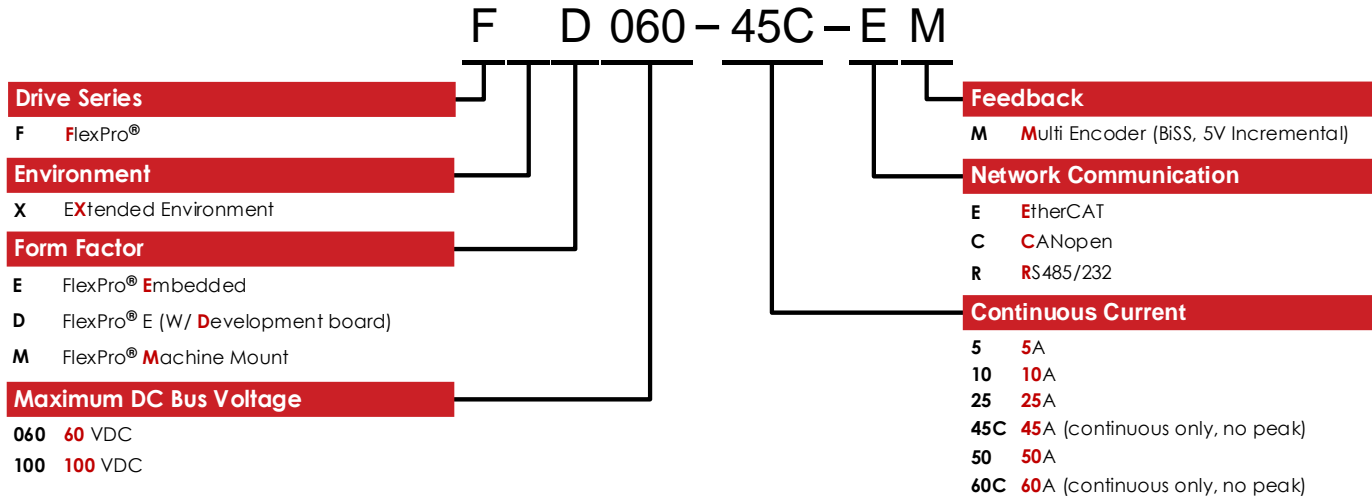 F D 060 – 45C – E M
Drive Series
F FlexPro®
Environment
X EXtended Environment
Form Factor
E FlexPro® Embedded
D FlexPro® E (W/ Development board)
M FlexPro® Machine Mount
Maximum DC Bus Voltage
060 60 VDC
100 100 VDC
Feedback
M Multi Encoder (BiSS, 5V Incremental)
Network Communication
E EtherCAT
C CANopen
R RS485/232
Continuous Current
5 5A
10 10A
25 25A
45C 45A (continuous only, no peak)
50 50A
60C 60A (continuous only, no peak)